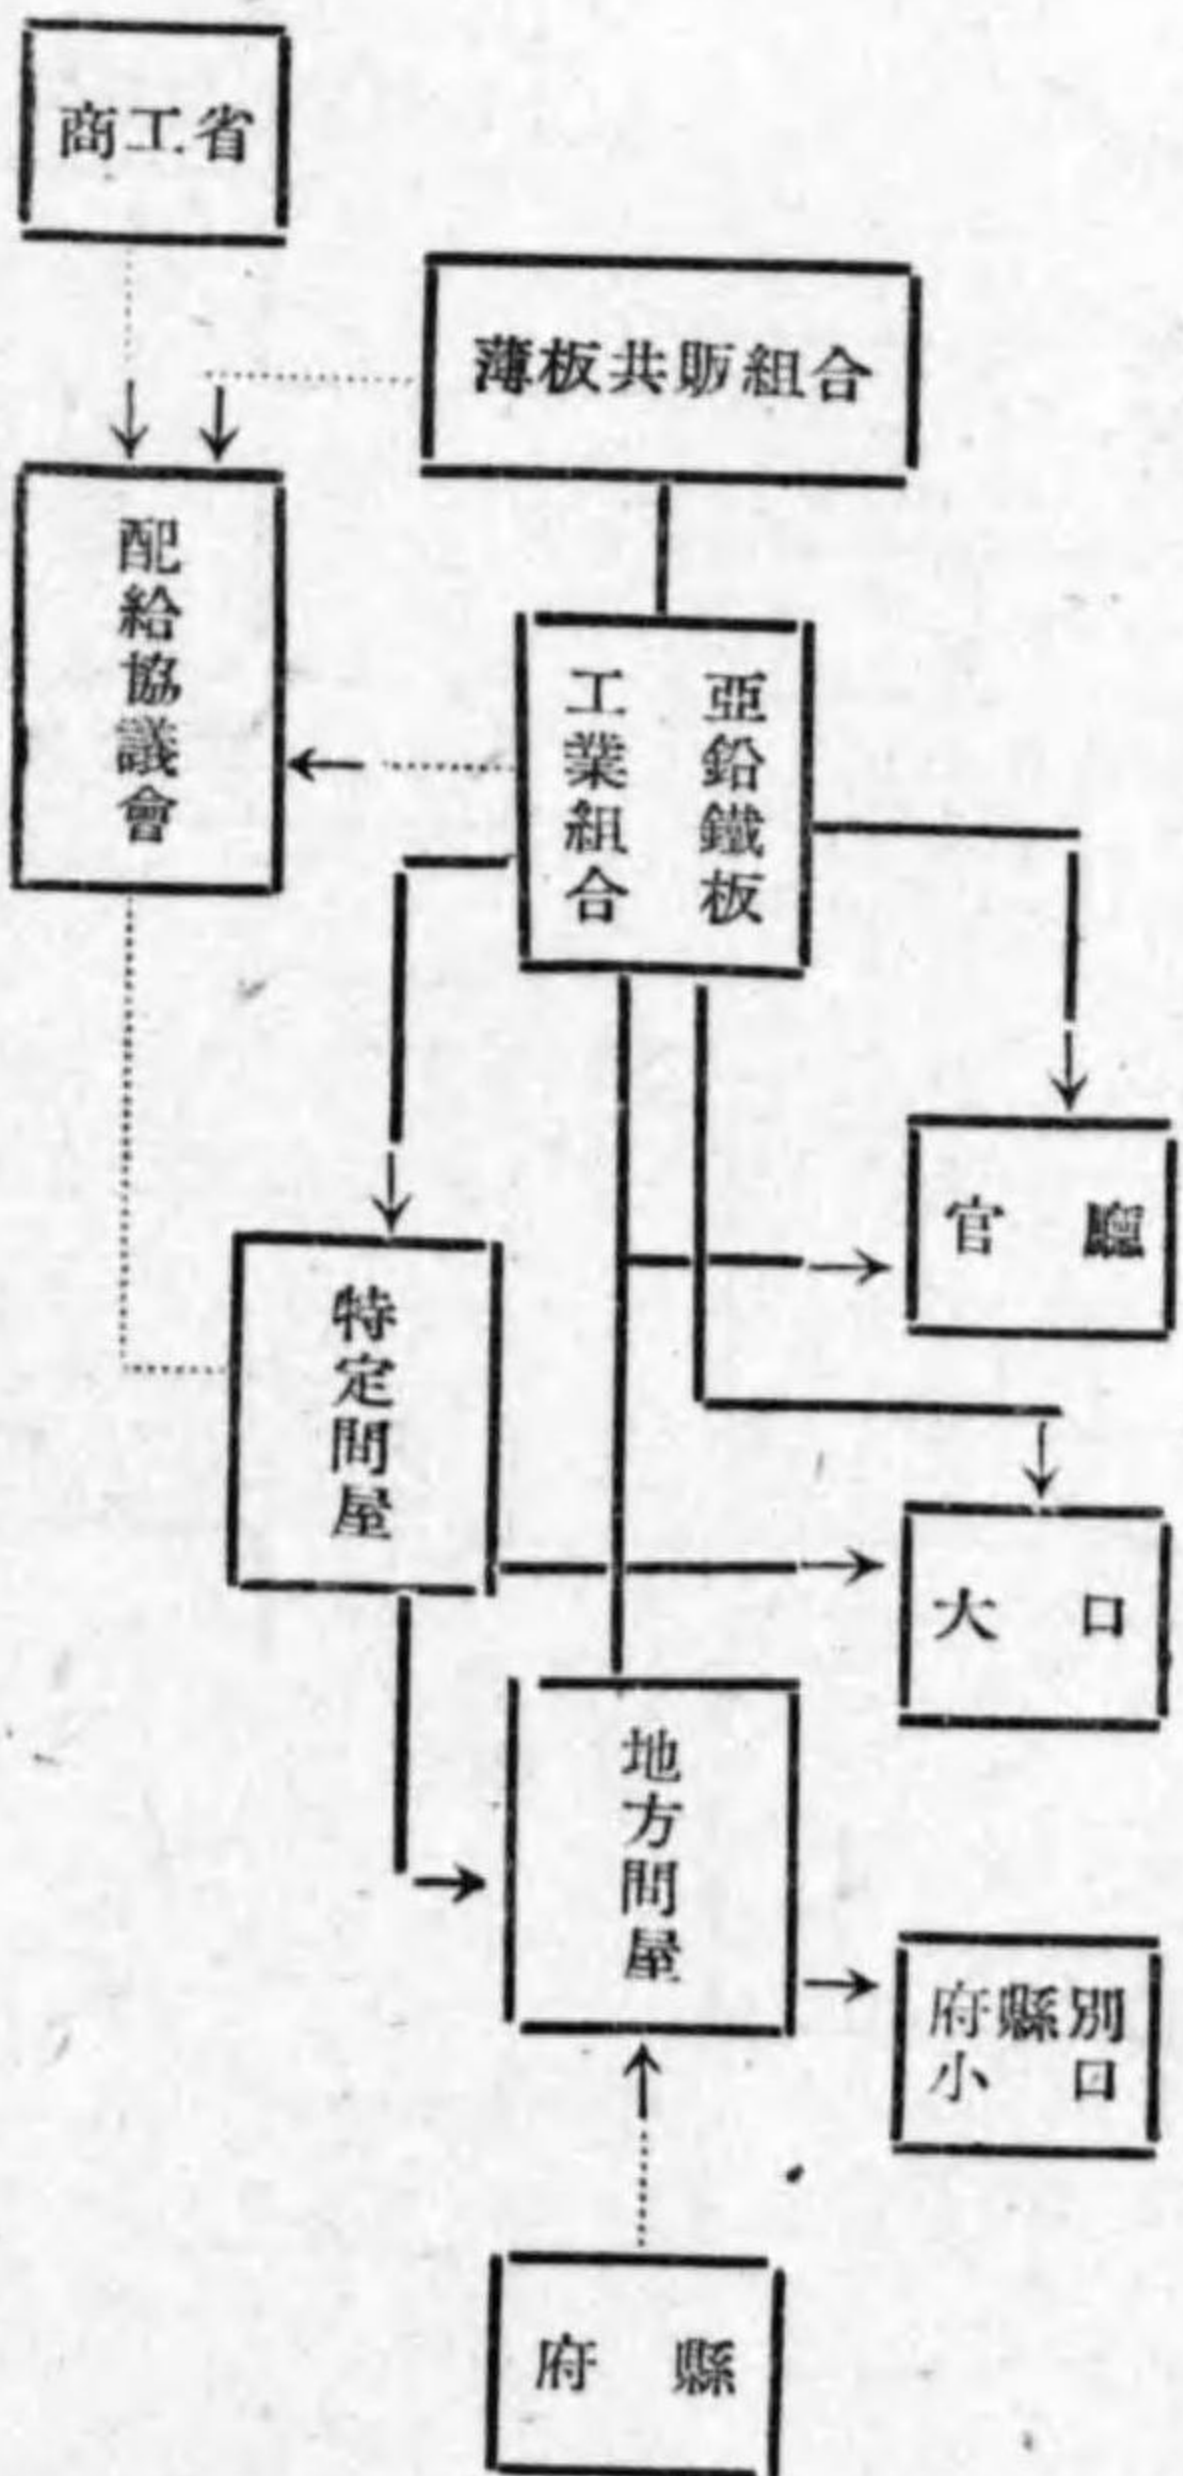 商工省
薄板共販組合
配給協議會
亞鉛鐵板
工業組合
官廳
特定問屋
大口
地方問屋
府縣別
小口
府縣